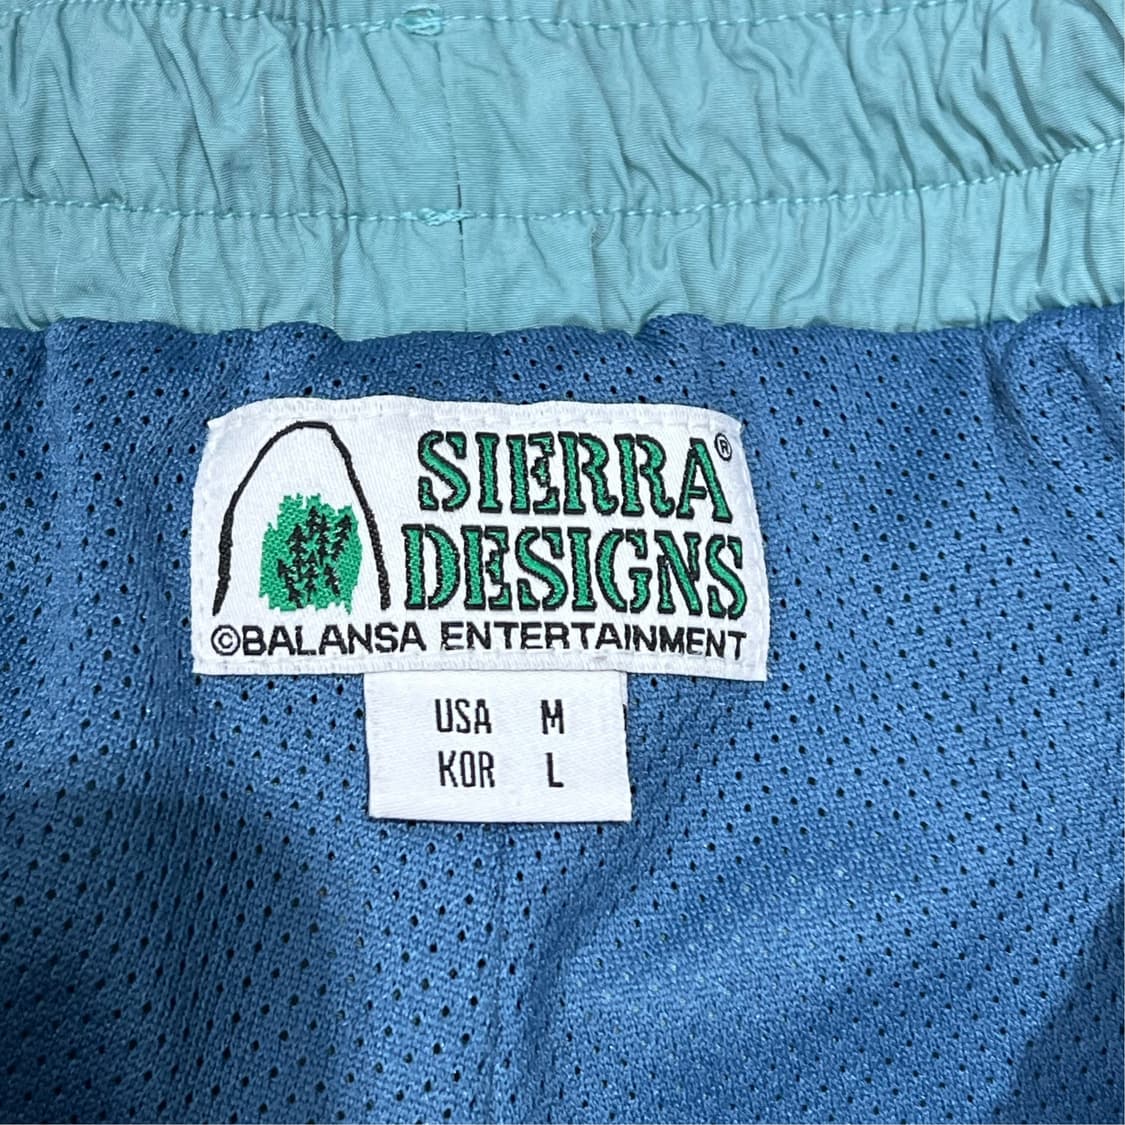 SIERRA®
DESIGNS
©BALANSA ENTERTAINMENT
USA M
KOR L